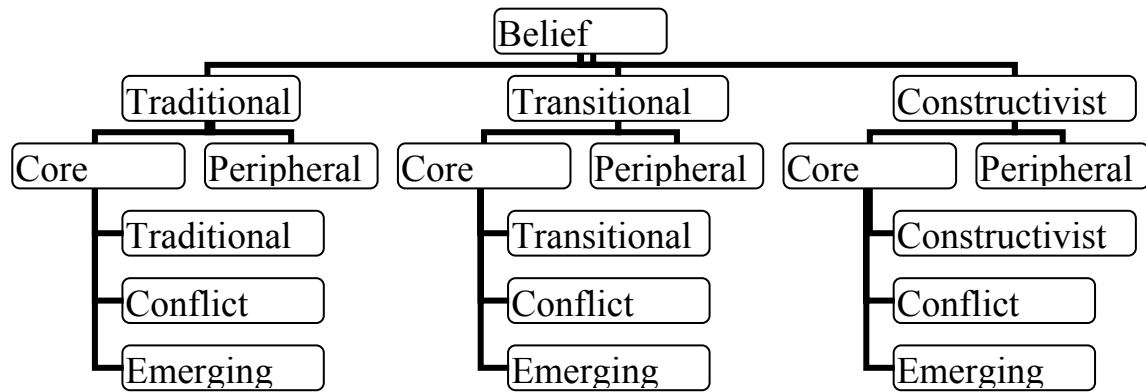 Belief
Traditional Transitional Constructivist
Core Peripheral Core Peripheral Core Peripheral
Traditional Transitional Constructivist
Conflict Conflict Conflict
Emerging Emerging Emerging